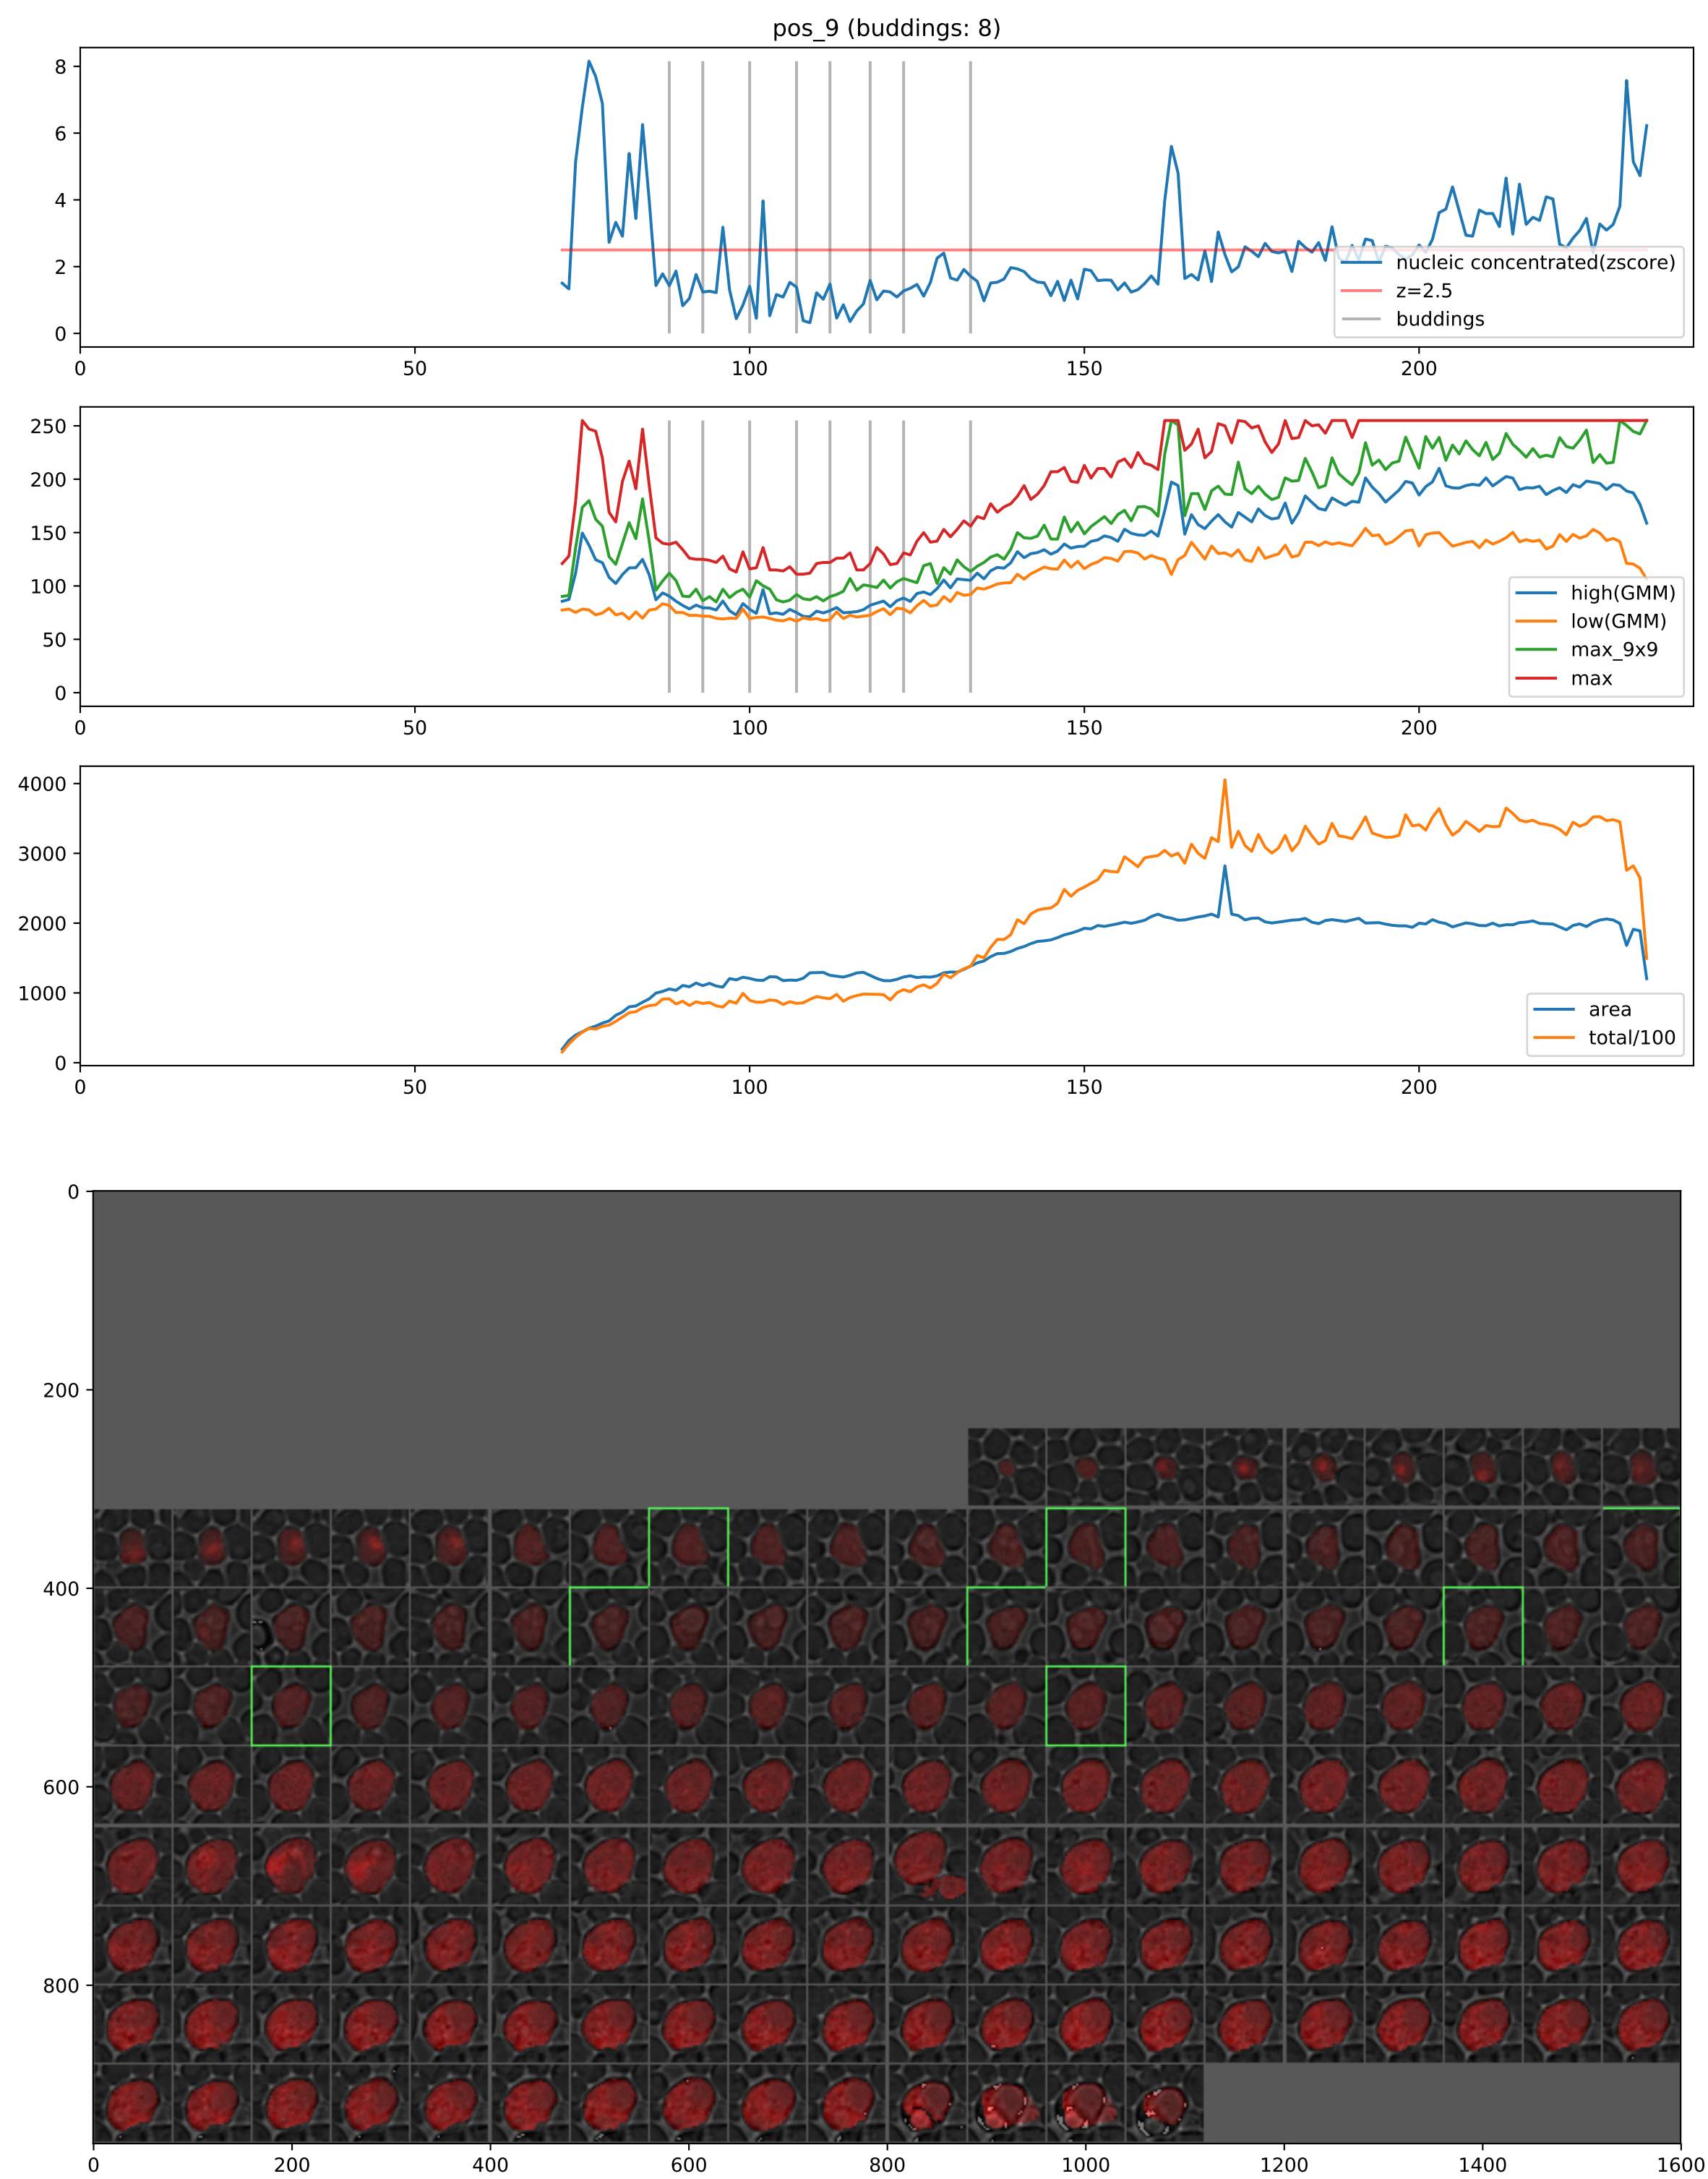 pos_9 (buddings: 8)
8
6
4
2
0
nucleic concentrated(zscore)
z=2.5
buddings
0 50 100 150 200
250
200
150
100
50
0
high(GMM)
low(GMM)
max_9x9
max
0 50 100 150 200
4000
3000
2000
1000
0
area
total/100
0 50 100 150 200
0
200
400
600
800
0 200 400 600 800 1000 1200 1400 1600